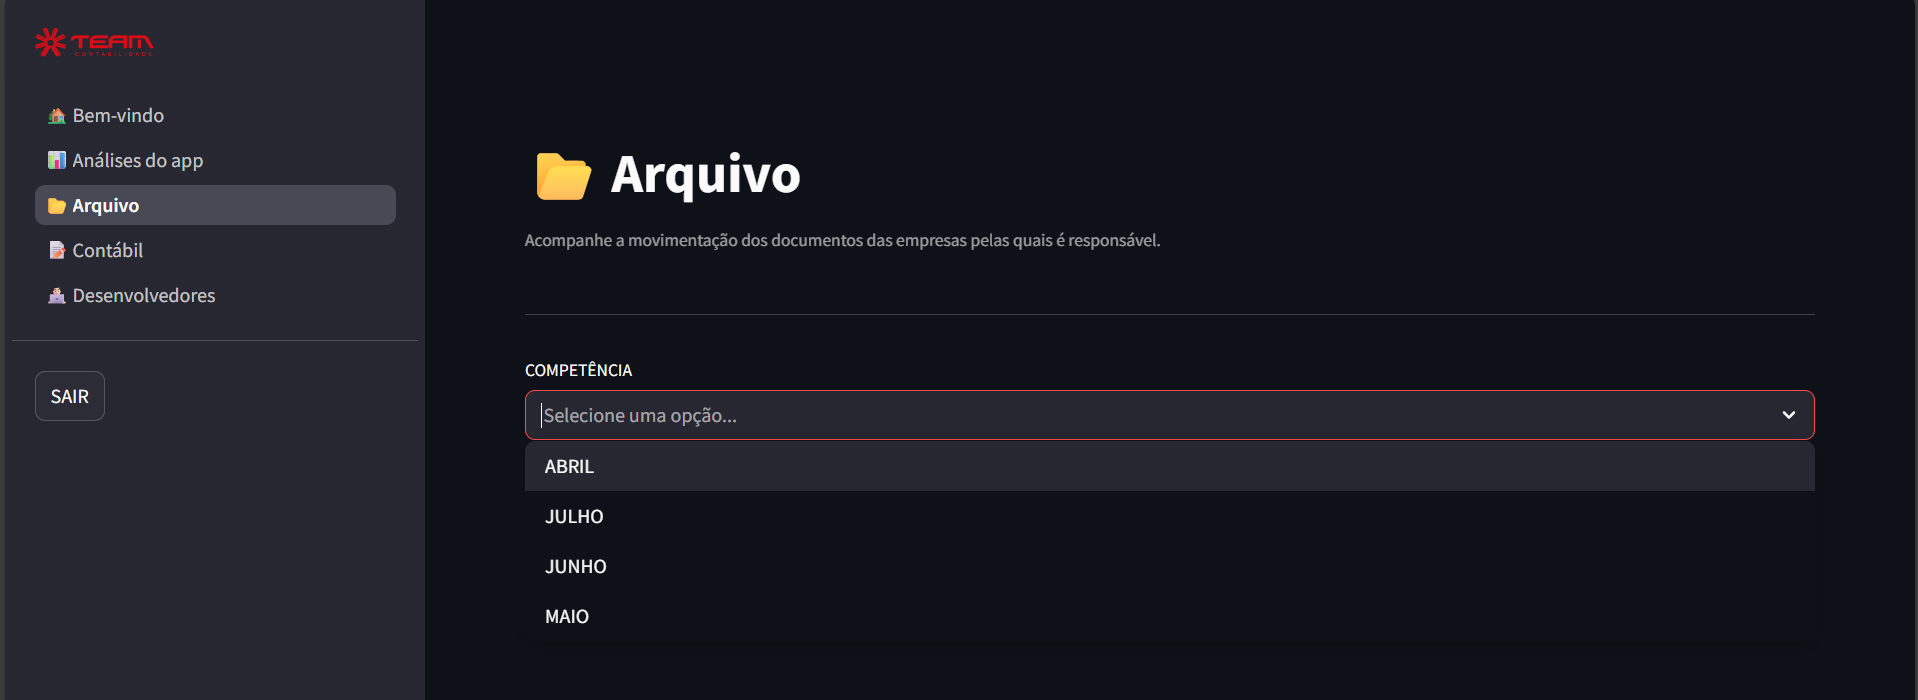 TEAM
CONTABILIDADE
Bem-vindo
Análises do app
Arquivo
Contábil
Desenvolvedores
SAIR
Arquivo
Acompanhe a movimentação dos documentos das empresas pelas quais é responsável.
COMPETÊNCIA
Selecione uma opção...
ABRIL
JULHO
JUNHO
MAIO